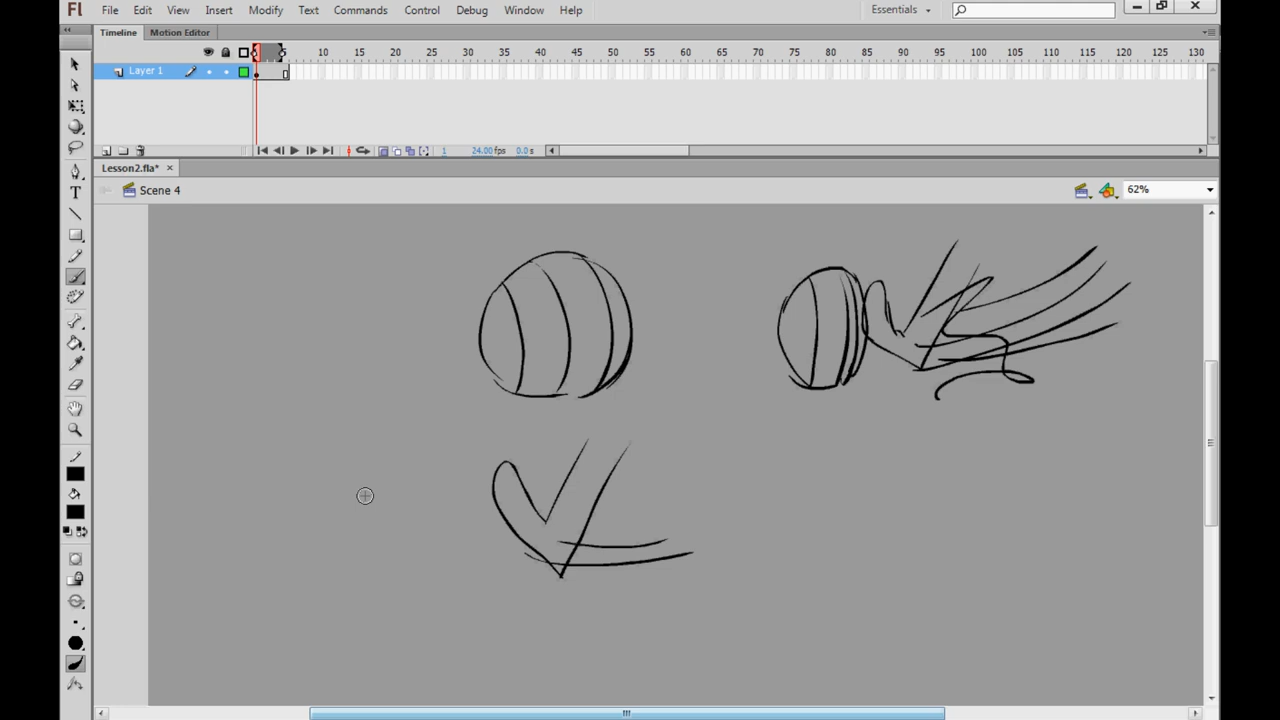 Fl File Edit View Insert Modify Text Commands Control Debug Window Help Essentials
Timeline Motion Editor
5 10 15 20 25 30 35 40 45 50 55 60 65 70 75 80 85 90 95 100 105 110 115 120 125 130
Layer 1
1 24.00 fps 0.0 s
Lesson2.fla*
Scene 4 62%
T